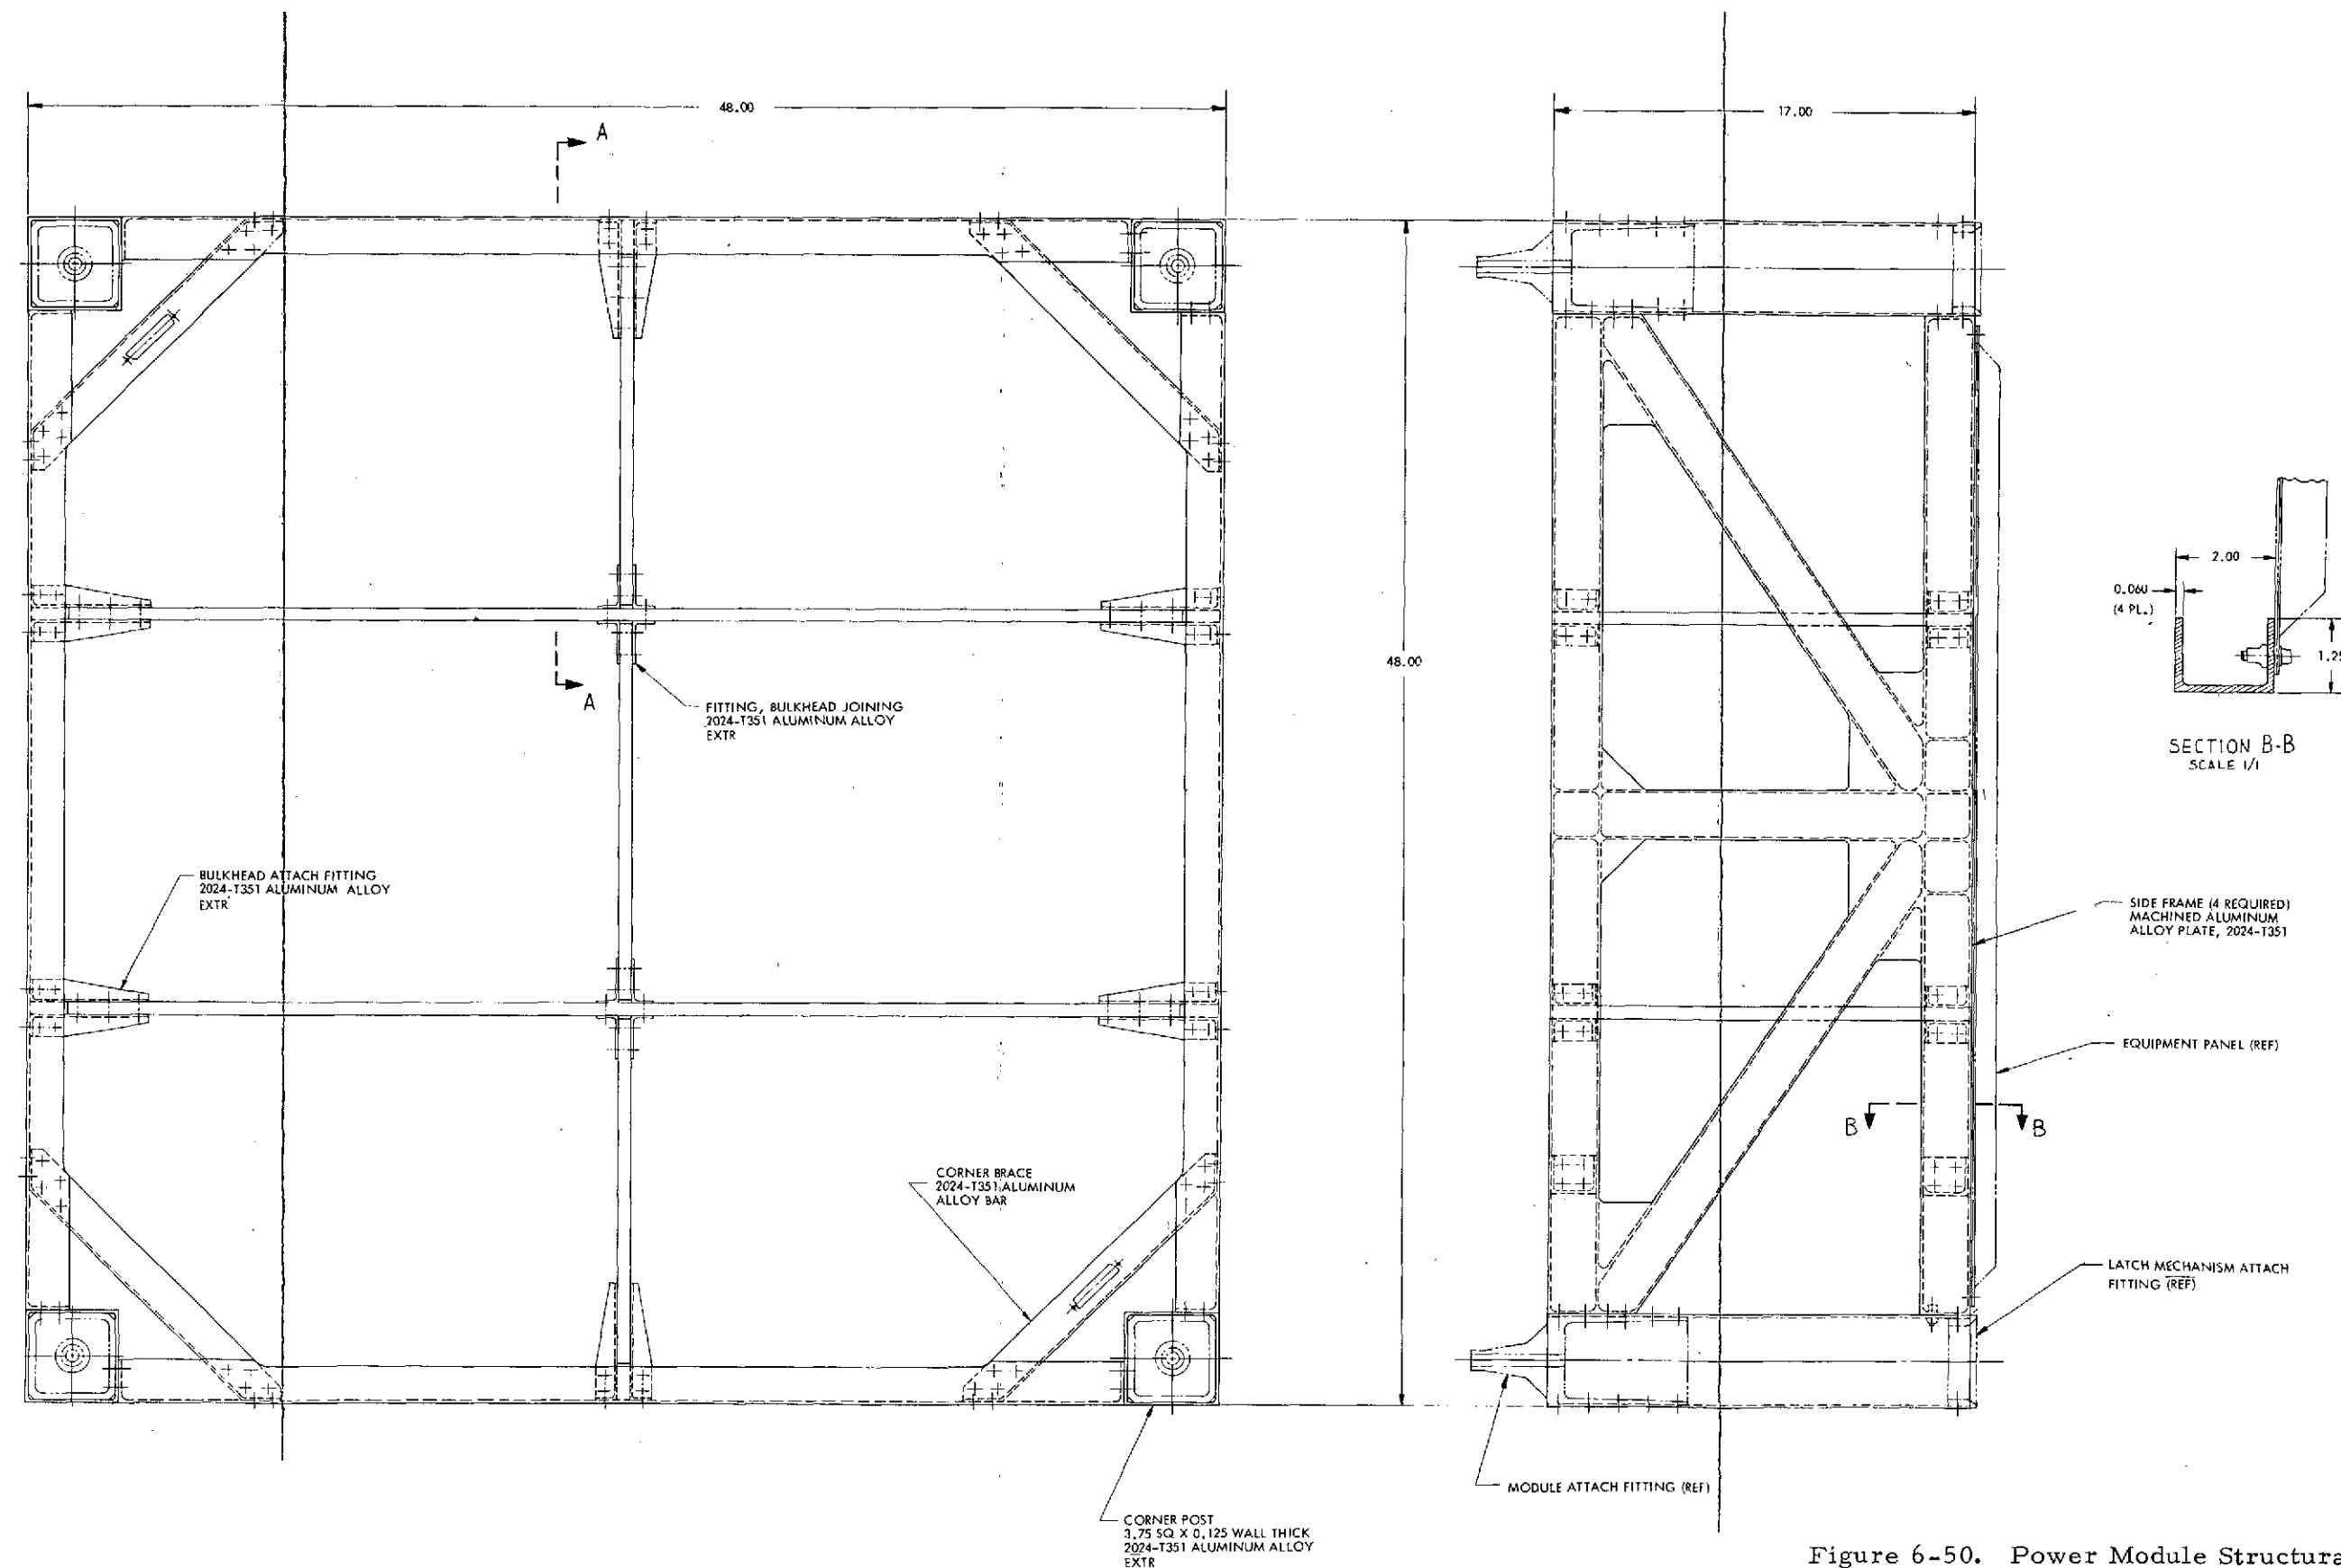 48.00
17.00
A
A
48.00
FITTING, BULKHEAD JOINING
2024-T351 ALUMINUM ALLOY
EXTR
2.00
0.060
(4 PL.)
SECTION B-B
SCALE 1/1
BULKHEAD ATTACH FITTING
2024-T351 ALUMINUM ALLOY
EXTR
SIDE FRAME (4 REQUIRED)
MACHINED ALUMINUM
ALLOY PLATE, 2024-T351
EQUIPMENT PANEL (REF)
B
B
CORNER BRACE
2024-T351 ALUMINUM
ALLOY BAR
LATCH MECHANISM ATTACH
FITTING (REF)
MODULE ATTACH FITTING (REF)
CORNER POST
3.75 SQ X 0.125 WALL THICK
2024-T351 ALUMINUM ALLOY
EXTR
Figure 6-50. Power Module Structura